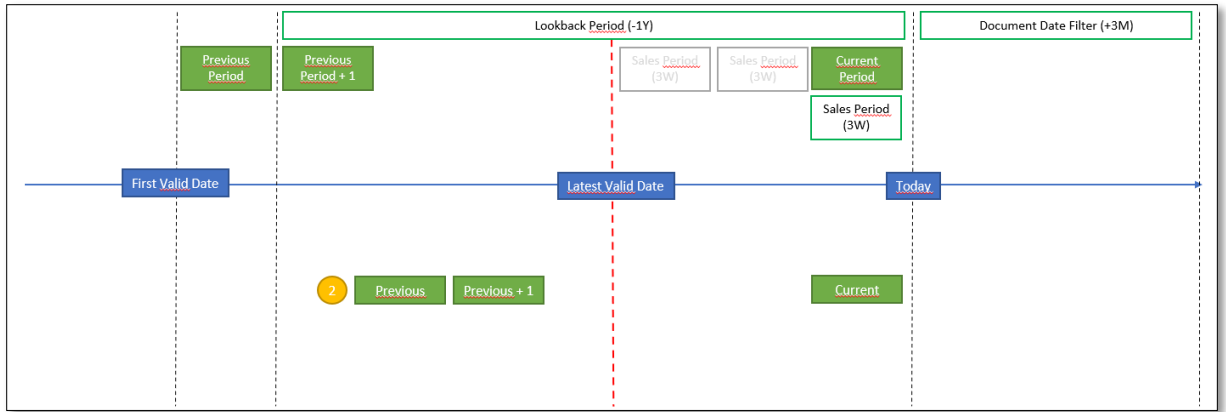 Lookback Period (-1Y)
Document Date Filter (+3M)
Previous
Period
Previous
Period + 1
Sales Period
(3W)
Sales Period
(3W)
Current
Period
Sales Period
(3W)
First Valid Date
Latest Valid Date
Today
2
Previous
Previous + 1
Current